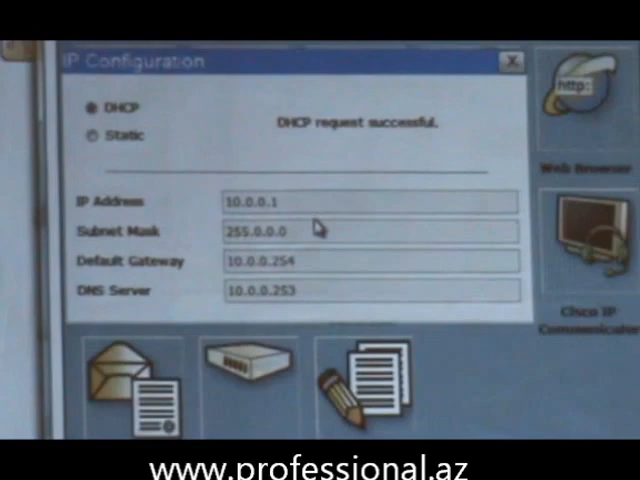 IP Configuration
X
http:
DHCP
DHCP request successful.
Static
Web Browser
IP Address
10.0.0.1
Subnet Mask
255.0.0.0
Default Gateway
10.0.0.254
DNS Server
10.0.0.253
Cisco IP
Communicator
www.professional.az